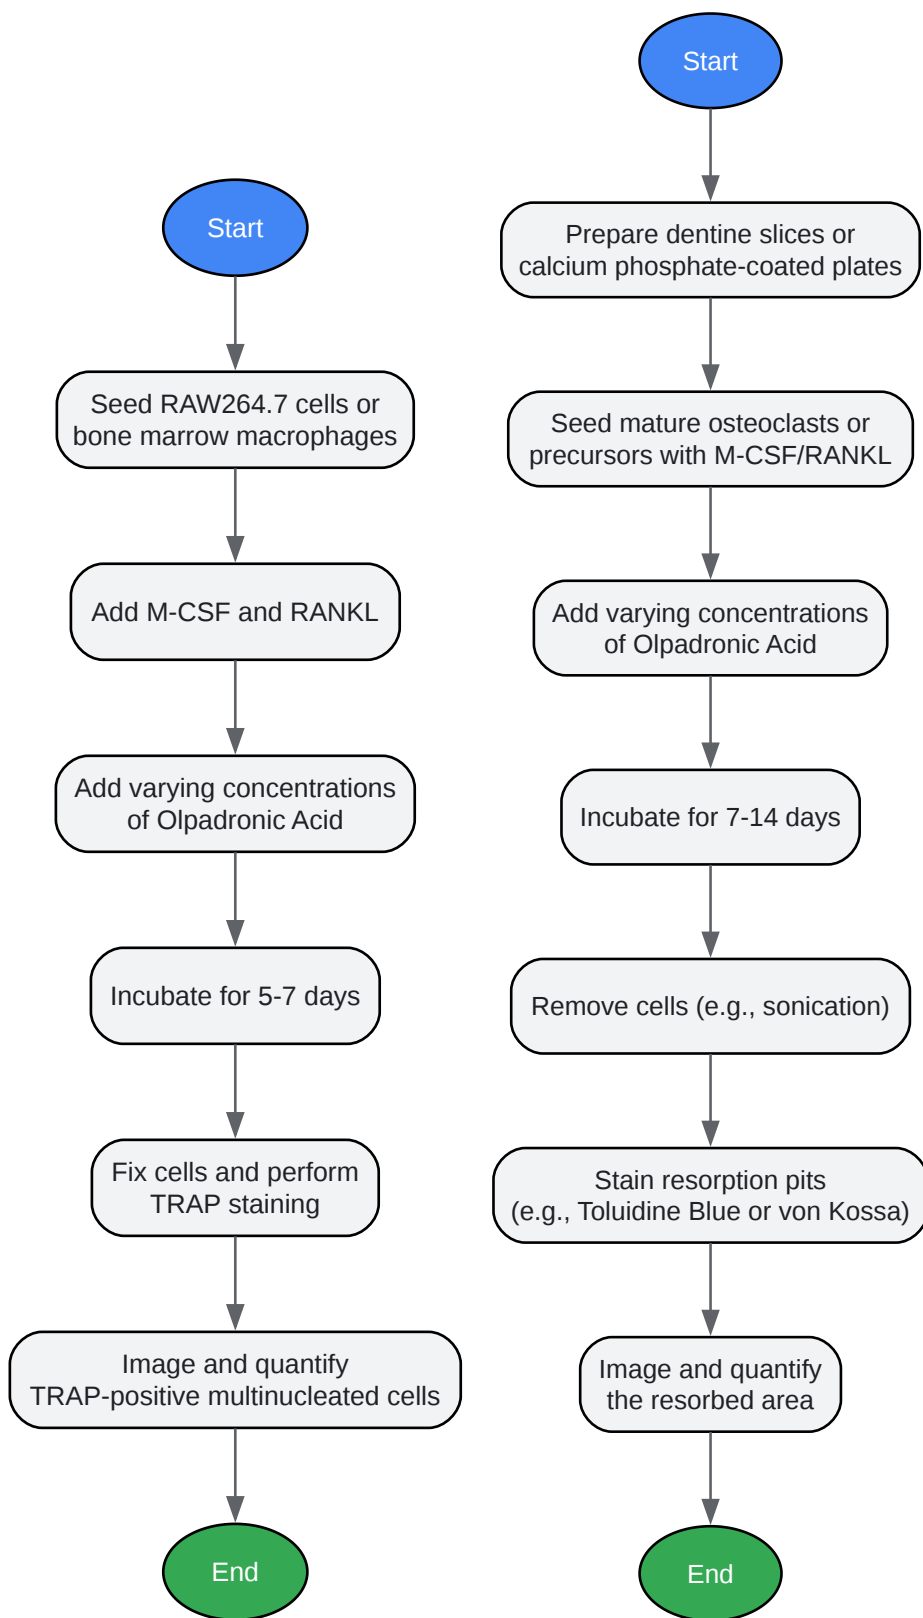 Start
Seed RAW264.7 cells or
bone marrow macrophages
Add M-CSF and RANKL
Add varying concentrations
of Olpadronic Acid
Incubate for 5-7 days
Fix cells and perform
TRAP staining
Image and quantify
TRAP-positive multinucleated cells
End
Start
Prepare dentine slices or
calcium phosphate-coated plates
Seed mature osteoclasts or
precursors with M-CSF/RANKL
Add varying concentrations
of Olpadronic Acid
Incubate for 7-14 days
Remove cells (e.g., sonication)
Stain resorption pits
(e.g., Toluidine Blue or von Kossa)
Image and quantify
the resorbed area
End